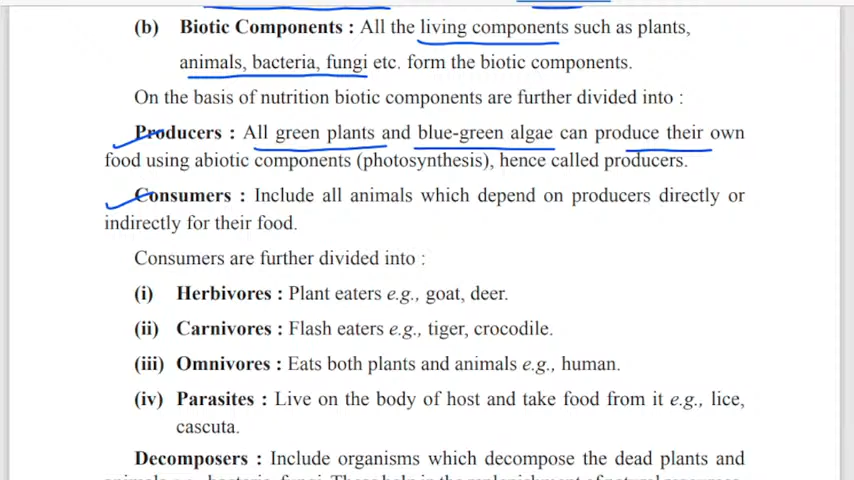 (b) Biotic Components : All the living components such as plants,
animals, bacteria, fungi etc. form the biotic components.
On the basis of nutrition biotic components are further divided into :
Producers : All green plants and blue-green algae can produce their own
food using abiotic components (photosynthesis), hence called producers.
Consumers : Include all animals which depend on producers directly or
indirectly for their food.
Consumers are further divided into :
(i) Herbivores : Plant eaters e.g., goat, deer.
(ii) Carnivores : Flash eaters e.g., tiger, crocodile.
(iii) Omnivores : Eats both plants and animals e.g., human.
(iv) Parasites : Live on the body of host and take food from it e.g., lice,
cascuta.
Decomposers : Include organisms which decompose the dead plants and